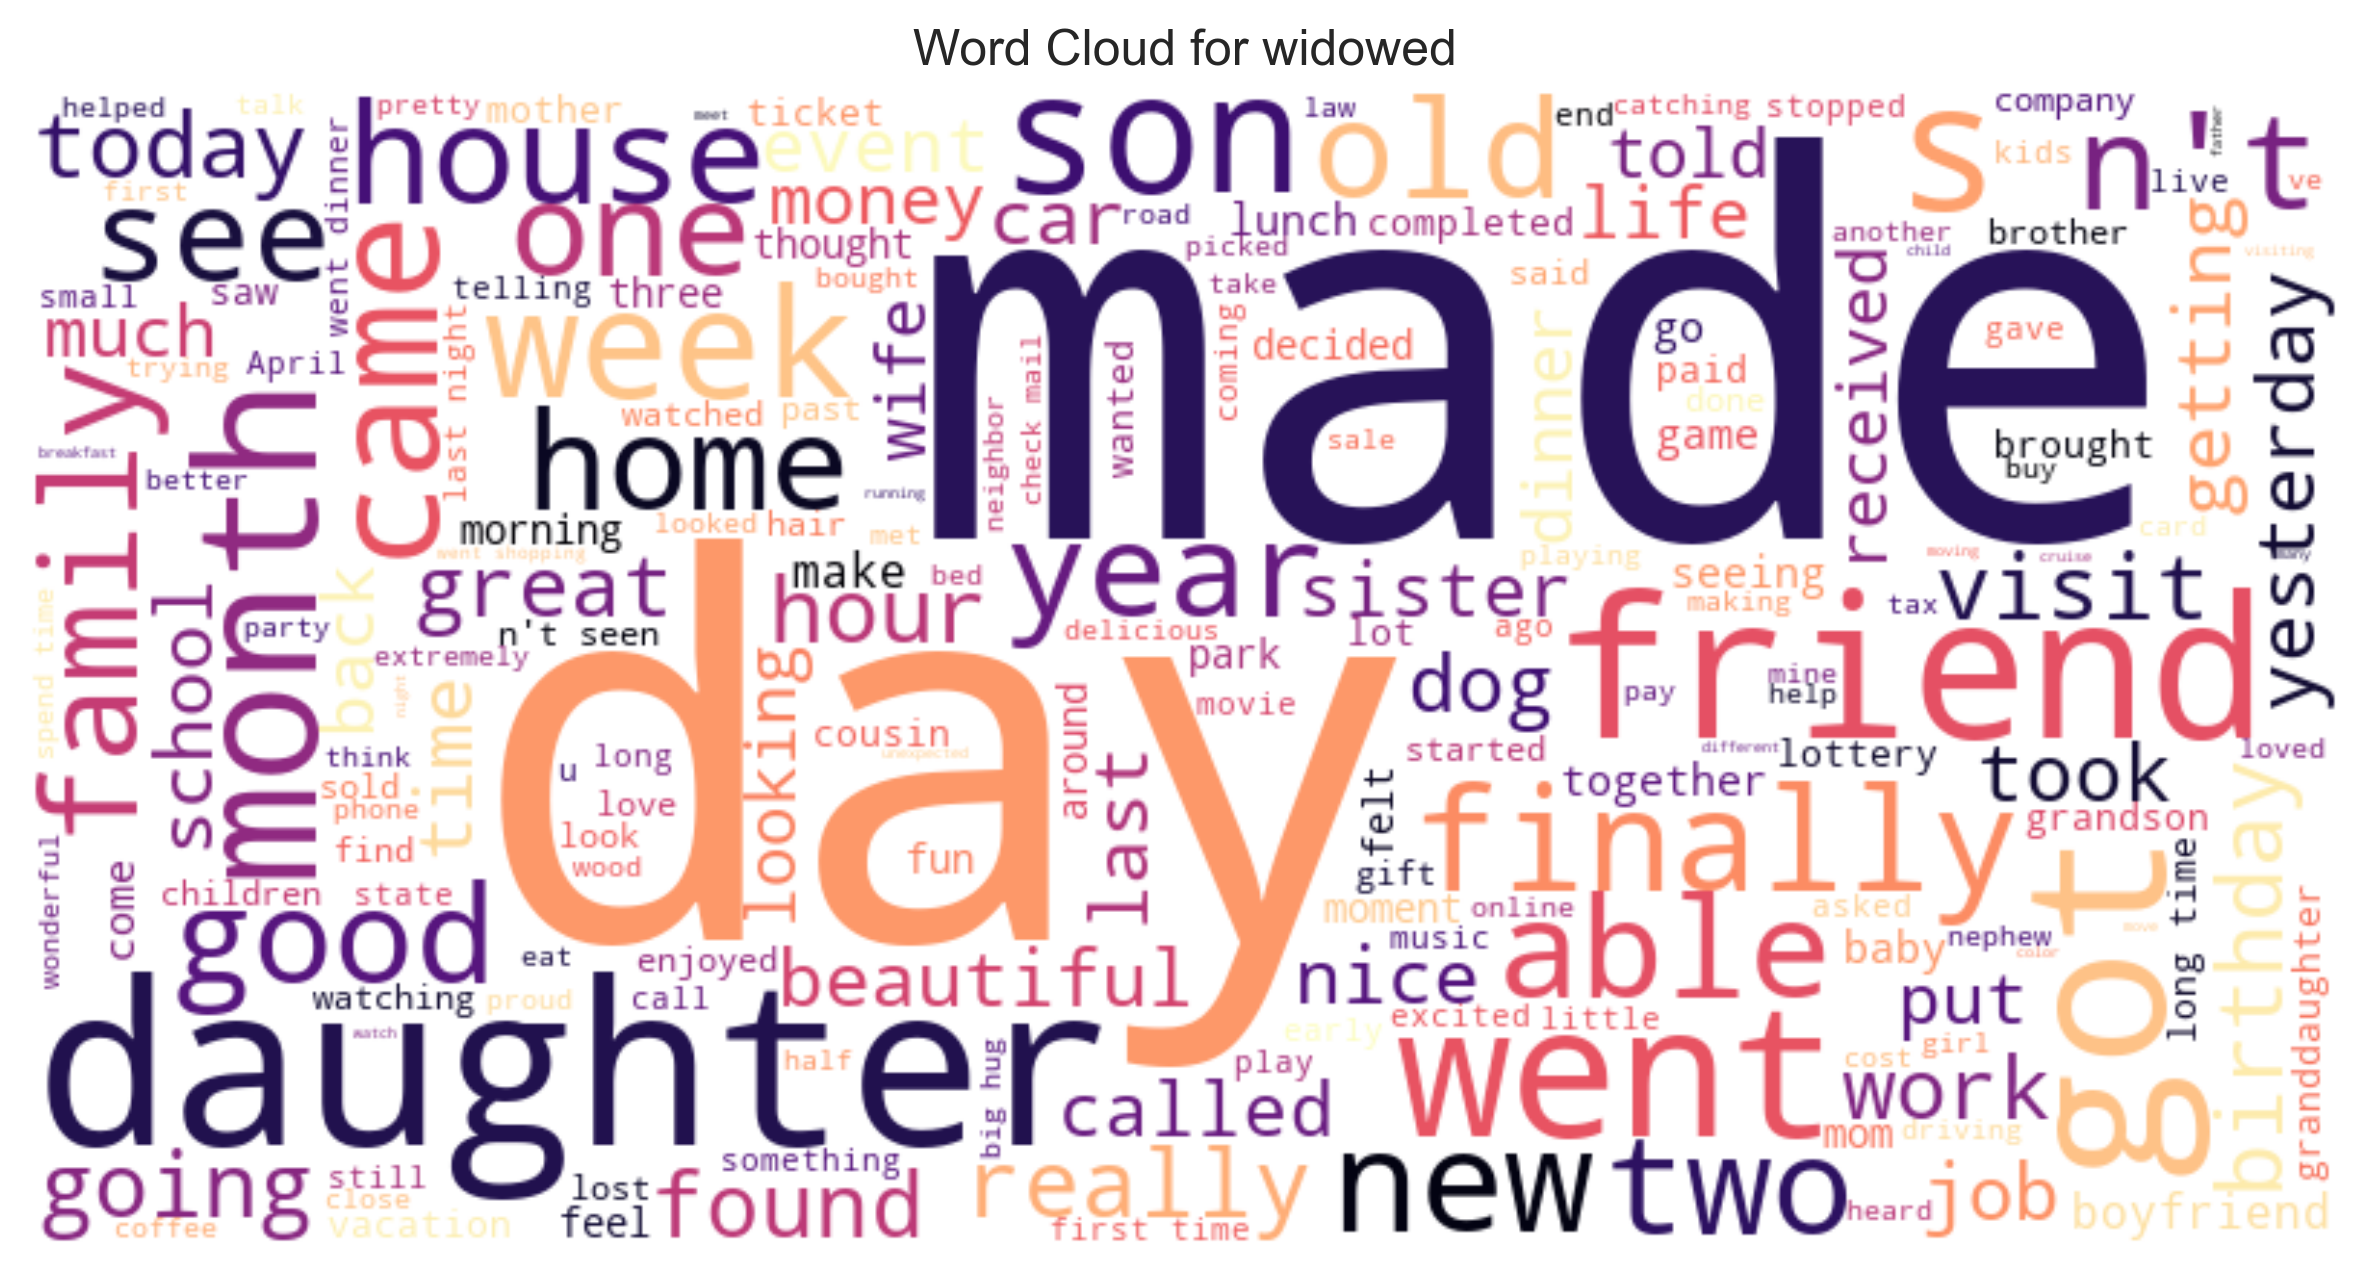 Word Cloud for widowed
helped
talk
pretty
mother
meet
ticket
son
law
old
end
catching
stopped
company
father
today
house
event
told
s
kids
n't
live
ve
first
went dinner
see
one
money
car
road
lunch
completed
life
thought
picked
another
child
brother
visiting
small
saw
came
telling
three
bought
take
said
received
getting
yesterday
much
trying
April
last night
week
wife
made
coming
decided
dinner
go
paid
done
game
gave
watched
past
neighbor
check mail
wanted
sale
brought
buy
family
month
breakfast
better
home
running
morning
looked
hair
met
card
went shopping
playing
moving
cruise
many
great
make
bed
year
sister
seeing
making
tax
visit
spend time
school
party
back
n't seen
hour
delicious
lot
ago
friend
extremely
night
time
day
looking
park
movie
around
dog
pay
mine
help
think
u
long
cousin
unexpected
last
started
different
lottery
loved
sold
phone
love
look
wood
find
fun
felt
together
took
finally
grandson
wonderful
come
children
state
gift
moment
online
able
asked
got
long time
birthday
granddaughter
good
eat
enjoyed
beautiful
nice
music
baby
nephew
move
color
watching
proud
call
put
daughter
watch
half
big hug
early
excited
little
went
cost
girl
play
called
work
mom
driving
going
still
close
coffee
vacation
lost
feel
found
something
really
first time
new
two
heard
job
boyfriend